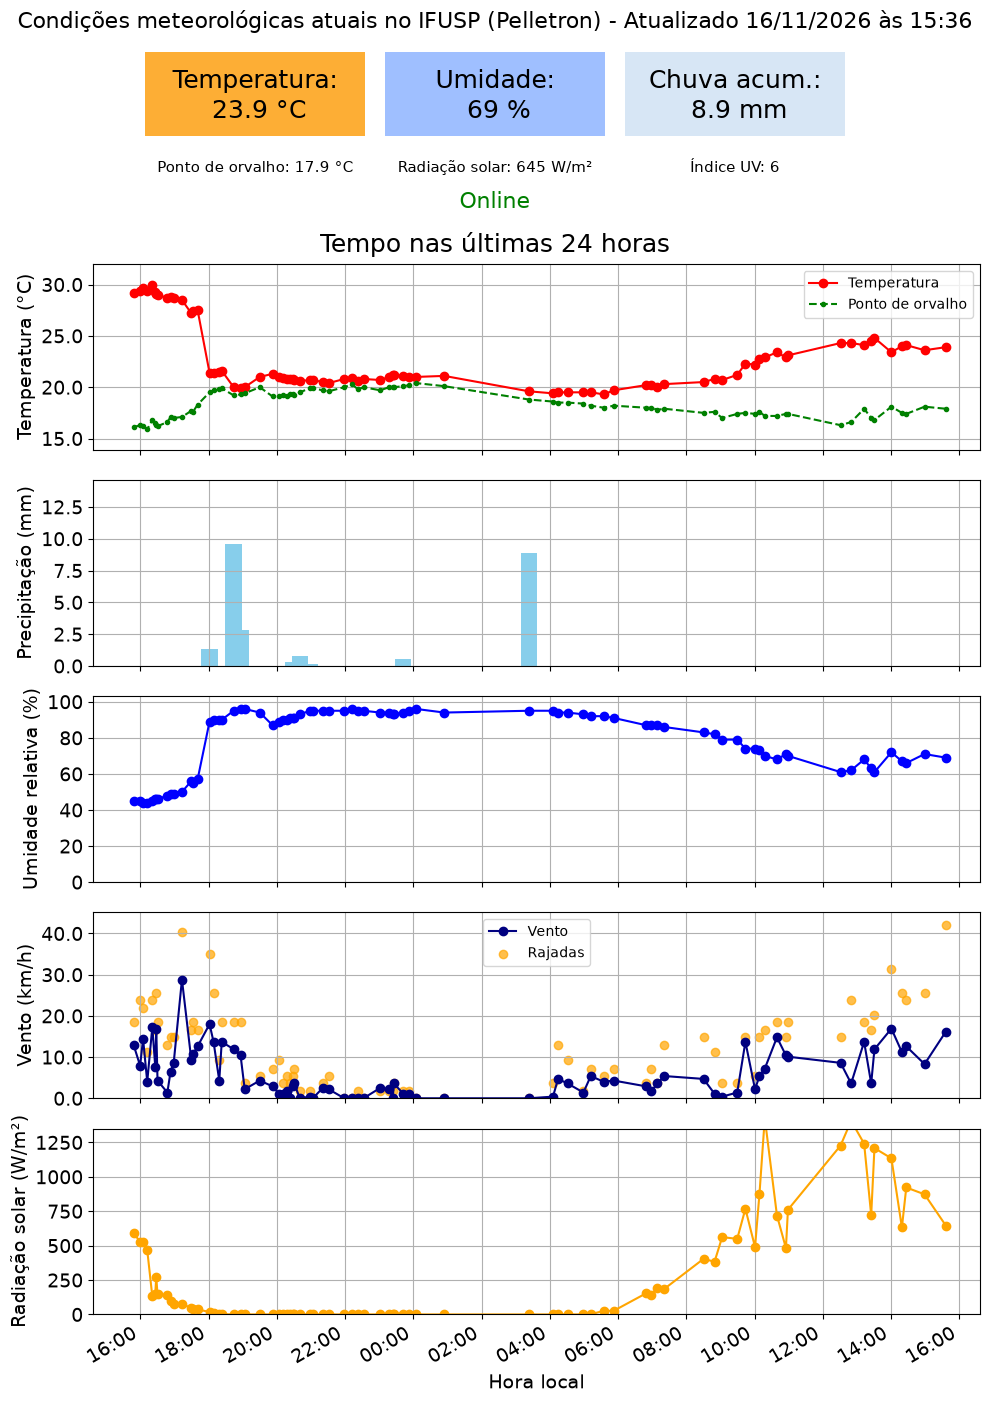 Condições meteorológicas atuais no IFUSP (Pelletron) - Atualizado 16/11/2026 às 15:36
Temperatura:
23.9 °C
Umidade:
69 %
Chuva acum.:
8.9 mm
Ponto de orvalho: 17.9 °C
Radiação solar: 645 W/m²
Índice UV: 6
Online
Tempo nas últimas 24 horas
Temperatura (°C)
30.0
25.0
20.0
15.0
Temperatura
Ponto de orvalho
Precipitação (mm)
12.5
10.0
7.5
5.0
2.5
0.0
Umidade relativa (%)
100
80
60
40
20
0
Vento (km/h)
40.0
30.0
20.0
10.0
0.0
Vento
Rajadas
Radiação solar (W/m²)
1250
1000
750
500
250
0
16:00
18:00
20:00
22:00
00:00
02:00
04:00
06:00
08:00
10:00
12:00
14:00
16:00
Hora local